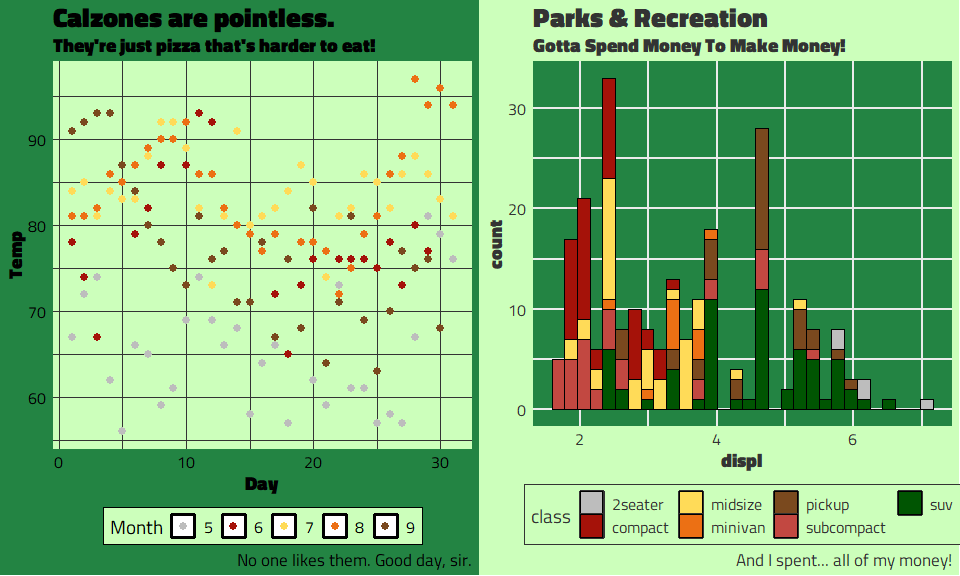 Calzones are pointless.
They're just pizza that's harder to eat!
Temp
90
80
70
60
0
10
20
30
Day
Month
5
6
7
8
9
No one likes them. Good day, sir.
Parks & Recreation
Gotta Spend Money To Make Money!
count
30
20
10
0
2
4
6
displ
class
2seater
midsize
pickup
suv
compact
minivan
subcompact
And I spent... all of my money!